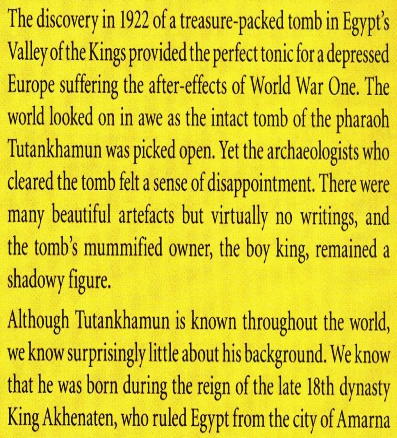 The discovery in 1922 of a treasure-packed tomb in Egypt’s
Valley of the Kings provided the perfect tonic for a depressed
Europe suffering the after-effects of World War One. The
world looked on in awe as the intact tomb of the pharaoh
Tutankhamun was picked open. Yet the archaeologists who
cleared the tomb felt a sense of disappointment. There were
many beautiful artefacts but virtually no writings, and
the tomb’s mummified owner, the boy king, remained a
shadowy figure.
Although Tutankhamun is known throughout the world,
we know surprisingly little about his background. We know
that he was born during the reign of the late 18th dynasty
King Akhenaten, who ruled Egypt from the city of Amarna